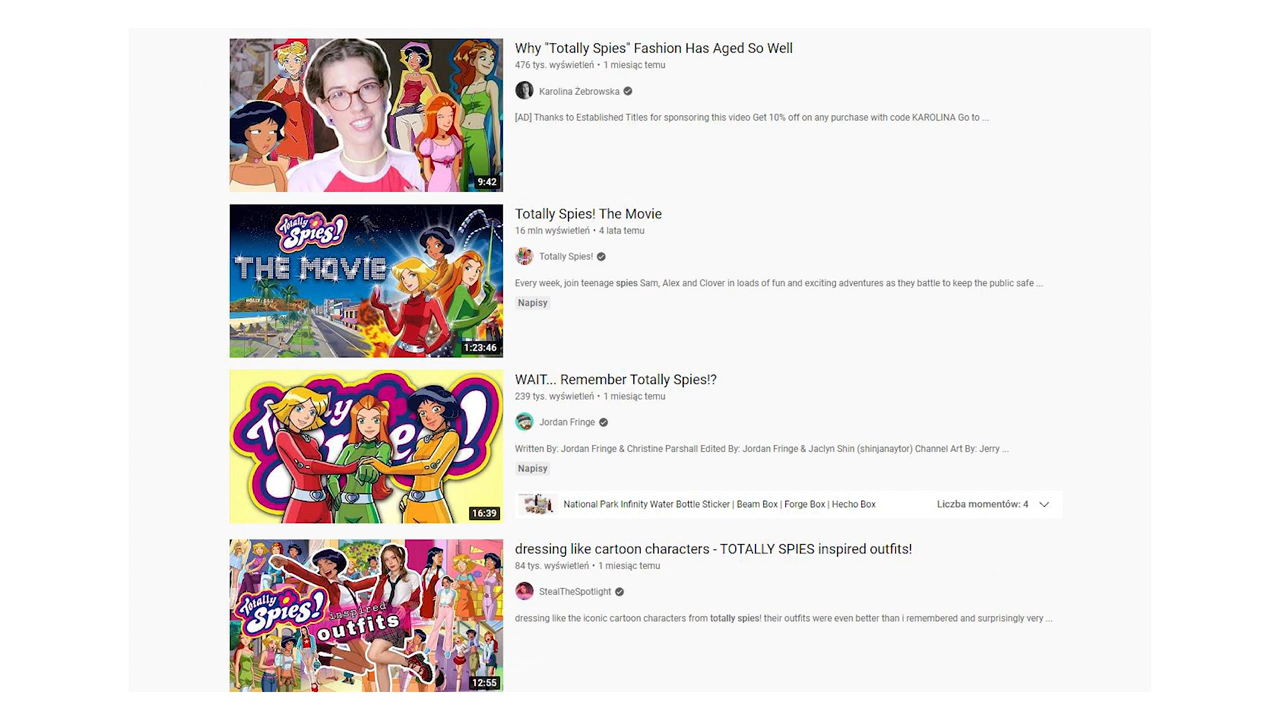 Why "Totally Spies" Fashion Has Aged So Well
476 tys. wyświetleń • 1 miesiąc temu
Karolina Żebrowska
[AD] Thanks to Established Titles for sponsoring this video Get 10% off on any purchase with code KAROLINA Go to ...
9:42
Totally Spies!
THE MOVIE
HOLLYWOOD
1:23:46
Totally Spies! The Movie
16 mln wyświetleń • 4 lata temu
Totally Spies!
Every week, join teenage spies Sam, Alex and Clover in loads of fun and exciting adventures as they battle to keep the public safe ...
Napisy
Totally
Spies!
16:39
WAIT... Remember Totally Spies!?
239 tys. wyświetleń • 1 miesiąc temu
Jordan Fringe
Written By: Jordan Fringe & Christine Parshall Edited By: Jordan Fringe & Jaclyn Shin (shinjanaytor) Channel Art By: Jerry ...
Napisy
National Park Infinity Water Bottle Sticker | Beam Box | Forge Box | Hecho Box
Liczba momentów: 4
Totally Spies!
inspired
outfits
12:55
dressing like cartoon characters - TOTALLY SPIES inspired outfits!
84 tys. wyświetleń • 1 miesiąc temu
StealTheSpotlight
dressing like the iconic cartoon characters from totally spies! their outfits were even better than i remembered and surprisingly very ...